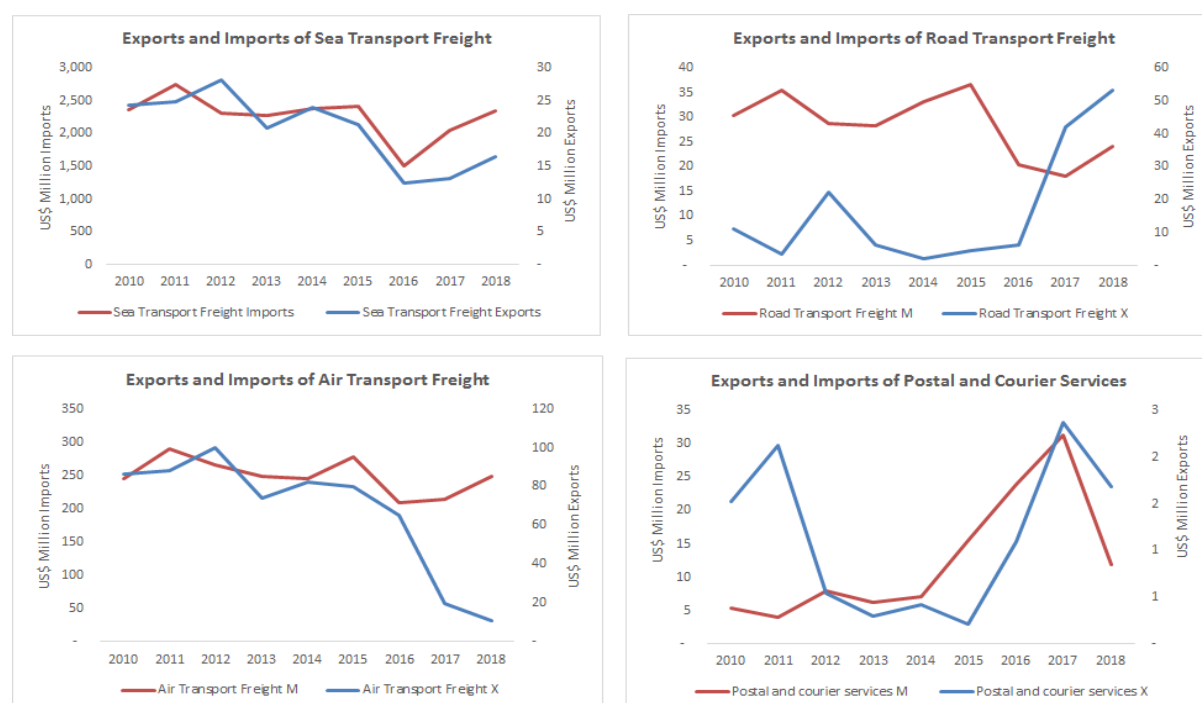 Exports and Imports of Sea Transport Freight
US$ Million Imports
3,000
2,500
2,000
1,500
1,000
500
0
30
25
20
15
10
5
-
US$ Million Exports
2010 2011 2012 2013 2014 2015 2016 2017 2018
Sea Transport Freight Imports Sea Transport Freight Exports
Exports and Imports of Road Transport Freight
US$ Million Imports
40
35
30
25
20
15
10
5
-
60
50
40
30
20
10
-
US$ Million Exports
2010 2011 2012 2013 2014 2015 2016 2017 2018
Road Transport Freight M Road Transport Freight X
Exports and Imports of Air Transport Freight
US$ Million Imports
350
300
250
200
150
100
50
-
120
100
80
60
40
20
-
US$ Million Exports
2010 2011 2012 2013 2014 2015 2016 2017 2018
Air Transport Freight M Air Transport Freight X
Exports and Imports of Postal and Courier Services
US$ Million Imports
35
30
25
20
15
10
5
-
3
2
2
1
1
-
US$ Million Exports
2010 2011 2012 2013 2014 2015 2016 2017 2018
Postal and courier services M Postal and courier services X